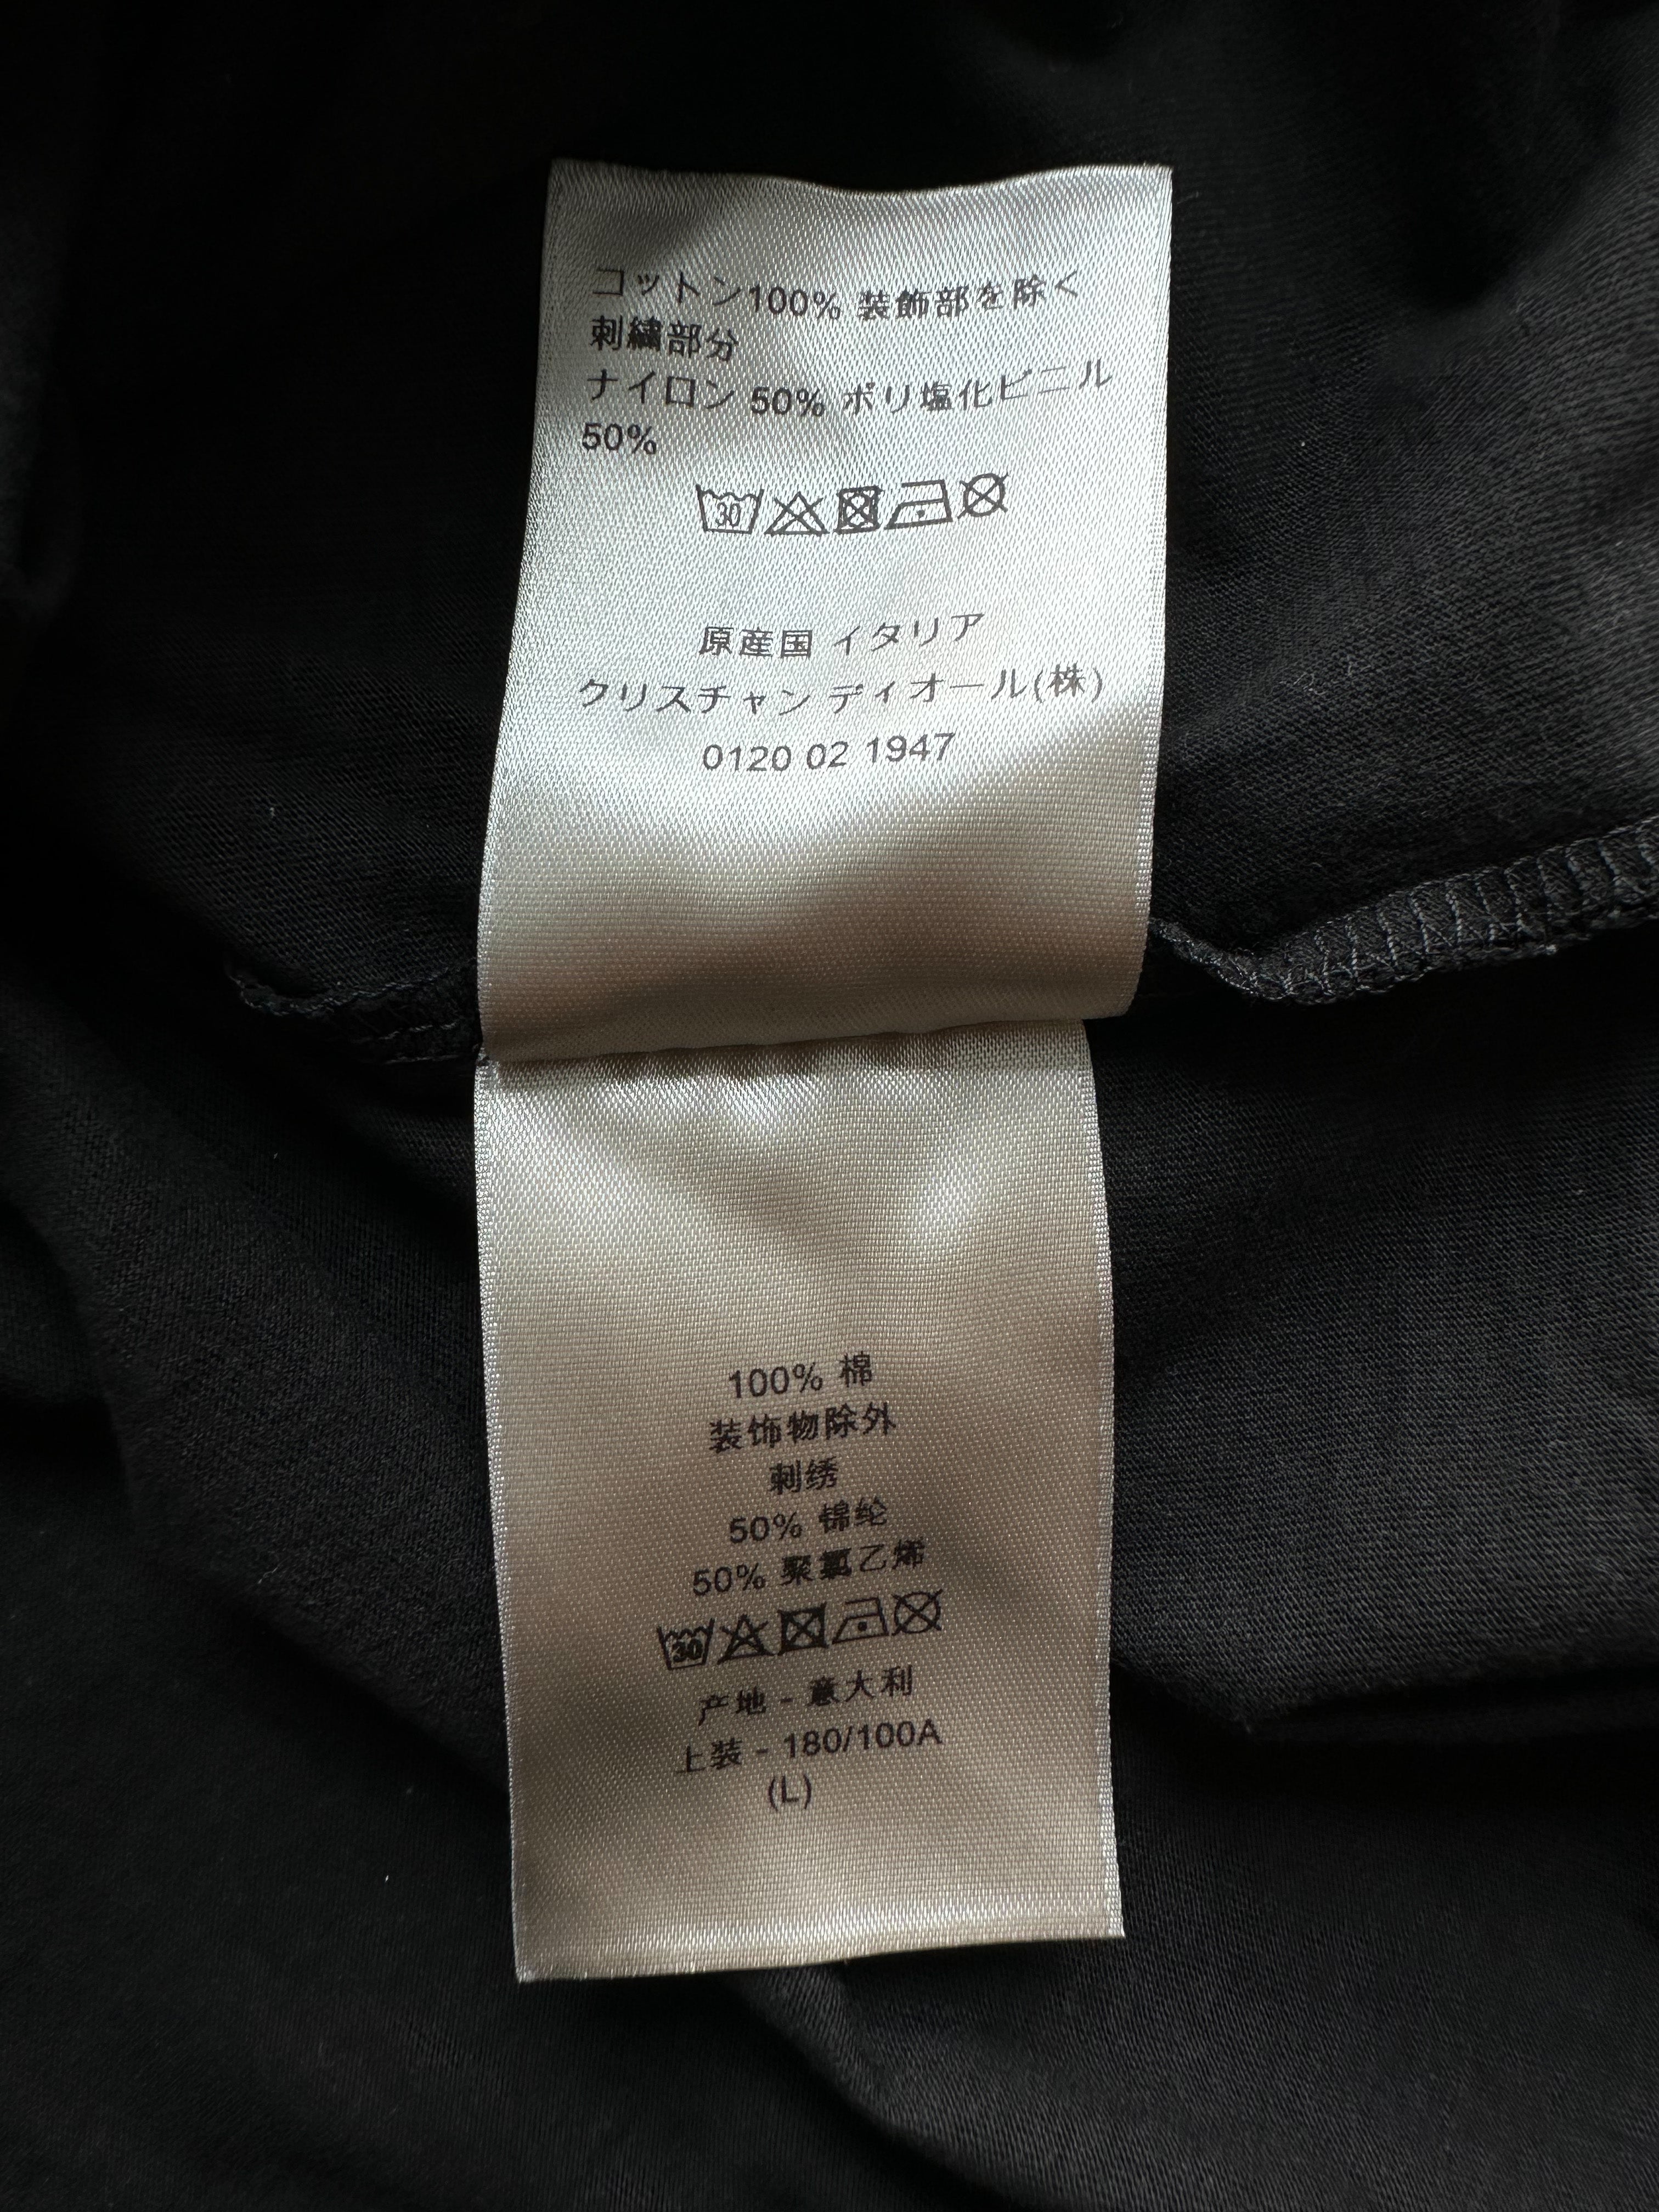 コットン100% 装飾部を除く
刺繍部分
ナイロン 50% ポリ塩化ビニル
50%
30
原産国 イタリア
クリスチャン ディオール(株)
0120 02 1947
100% 棉
装饰物除外
刺绣
50% 锦纶
50% 聚氯乙烯
30
产地 - 意大利
上装 - 180/100A
(L)